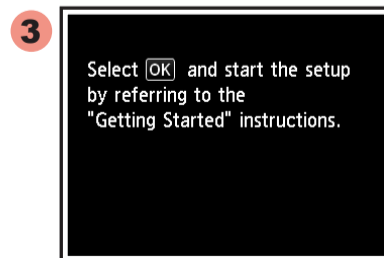 3
Select OK and start the setup
by referring to the
"Getting Started" instructions.